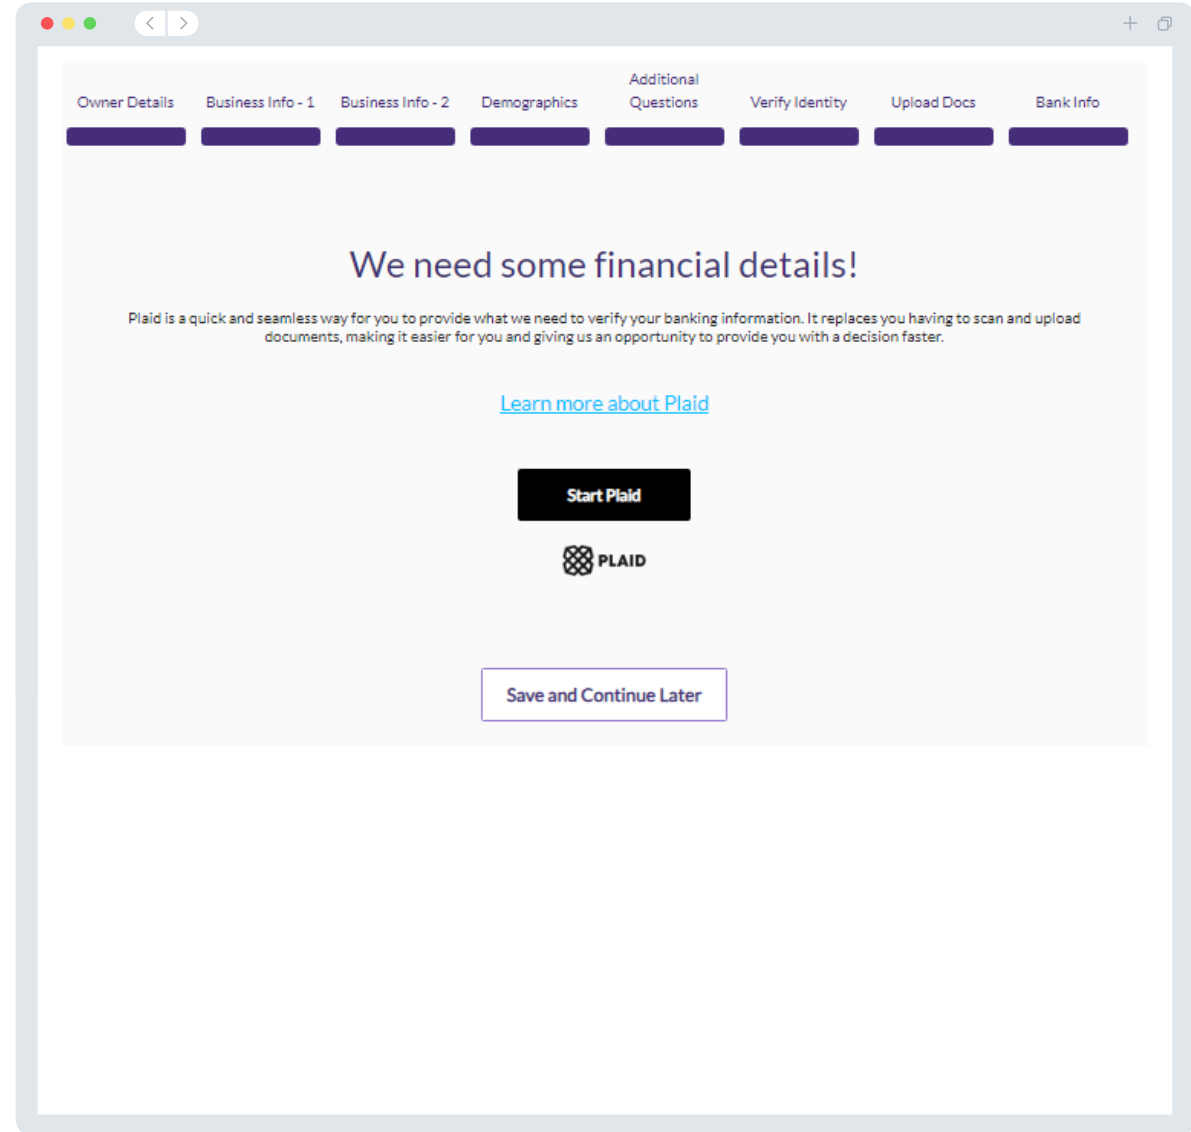 Owner Details
Business Info - 1
Business Info - 2
Demographics
Additional
Questions
Verify Identity
Upload Docs
Bank Info
We need some financial details!
Plaid is a quick and seamless way for you to provide what we need to verify your banking information. It replaces you having to scan and upload
documents, making it easier for you and giving us an opportunity to provide you with a decision faster.
Learn more about Plaid
Start Plaid
PLAID
Save and Continue Later